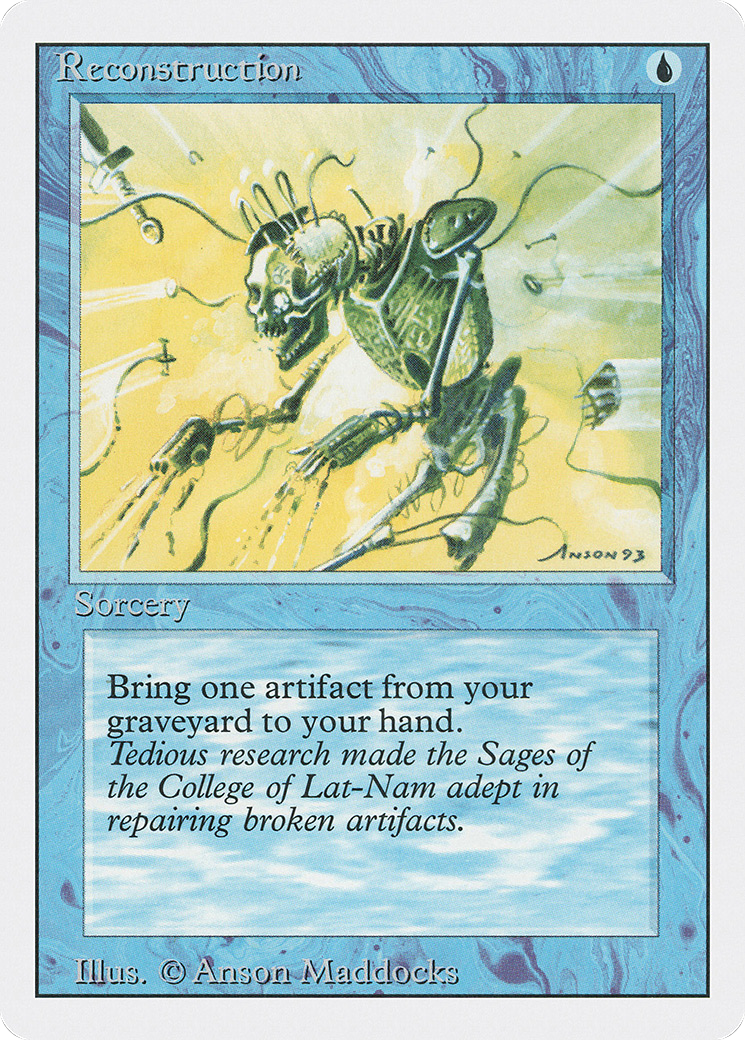 Reconstruction
ANSON 93
Sorcery
Bring one artifact from your
graveyard to your hand.
Tedious research made the Sages of
the College of Lat-Nam adept in
repairing broken artifacts.
Illus. © Anson Maddocks